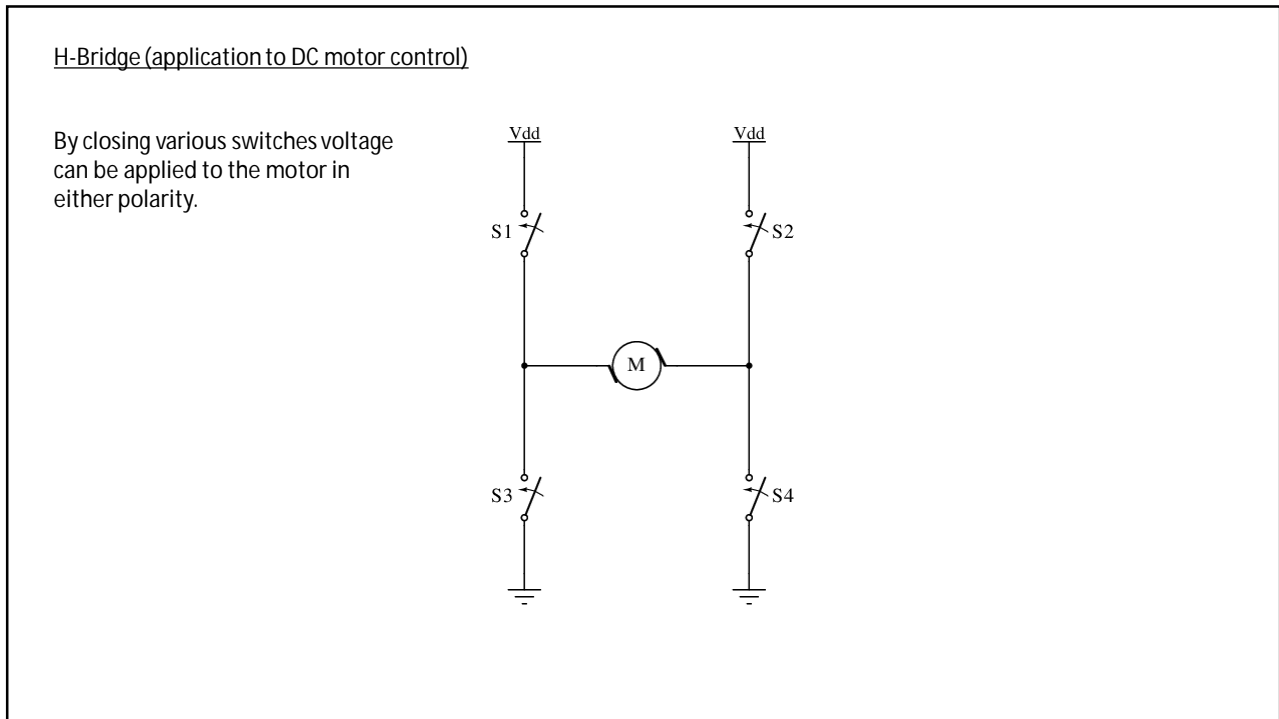 H-Bridge (application to DC motor control)
By closing various switches voltage
can be applied to the motor in
either polarity.
Vdd
Vdd
S1
S2
M
S3
S4